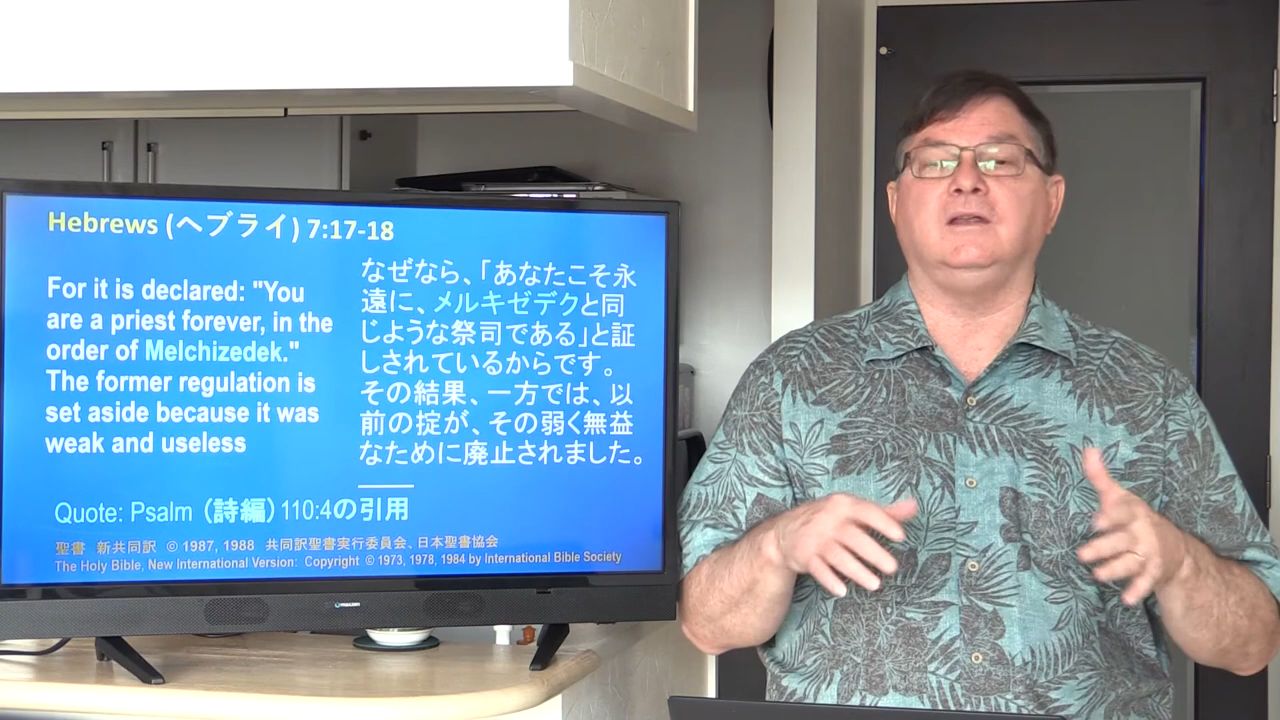 Hebrews (ヘブライ) 7:17-18
For it is declared: "You
are a priest forever, in the
order of Melchizedek."
The former regulation is
set aside because it was
weak and useless
なぜなら、「あなたこそ永
遠に、メルキゼデクと同
じような祭司である」と証
しされているからです。
その結果、一方では、以
前の掟が、その弱く無益
なために廃止されました。
Quote: Psalm （詩編）110:4の引用
聖書　新共同訳　© 1987, 1988　共同訳聖書実行委員会、日本聖書協会
The Holy Bible, New International Version: Copyright © 1973, 1978, 1984 by International Bible Society